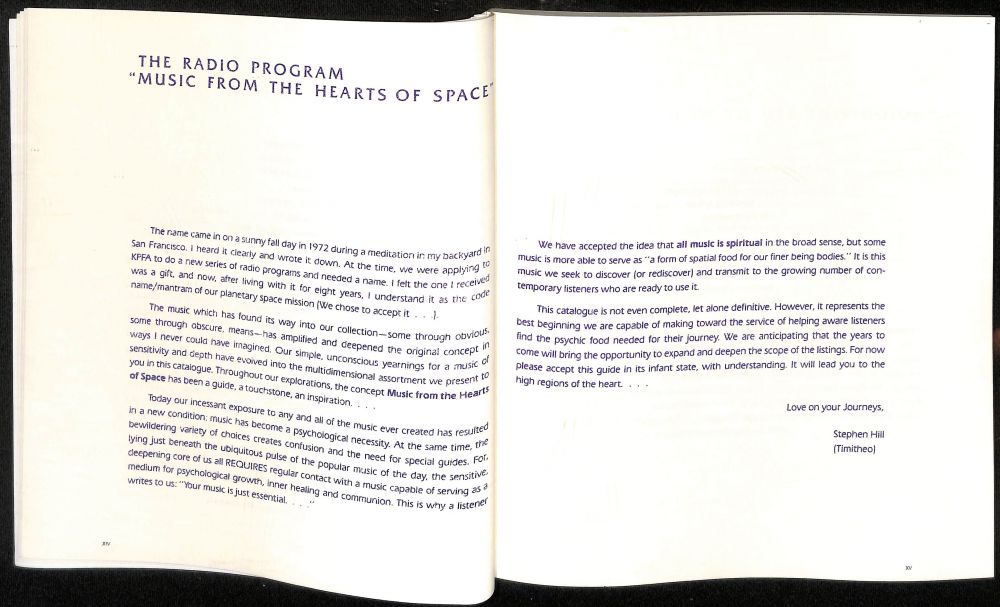 THE RADIO PROGRAM
"MUSIC FROM THE HEARTS OF SPACE"
The name came in on a sunny fall day in 1972 during a meditation in my backyard in
San Francisco. I heard it clearly and wrote it down. At the time, we were applying to
KPFA to do a new series of radio programs and needed a name. I felt the one I received
was a gift, and now, after living with it for eight years, I understand it as the code
name/mantram of our planetary space mission (We chose to accept it . . .).
The music which has found its way into our collection—some through obvious,
some through obscure, means—has amplified and deepened the original concept in
ways I never could have imagined. Our simple, unconscious yearnings for a music of
sensitivity and depth have evolved into the multidimensional assortment we present to
you in this catalogue. Throughout our explorations, the concept Music from the Hearts
of Space has been a guide, a touchstone, an inspiration. . . .
Today our incessant exposure to any and all of the music ever created has resulted
in a new condition: music has become a psychological necessity. At the same time, the
bewildering variety of choices creates confusion and the need for special guides. For,
lying just beneath the ubiquitous pulse of the popular music of the day, the sensitive,
deepening core of us all REQUIRES regular contact with a music capable of serving as a
medium for psychological growth, inner healing and communion. This is why a listener
writes to us: "Your music is just essential. . . ."
XIV
We have accepted the idea that all music is spiritual in the broad sense, but some
music is more able to serve as "a form of spatial food for our finer being bodies." It is this
music we seek to discover (or rediscover) and transmit to the growing number of con-
temporary listeners who are ready to use it.
This catalogue is not even complete, let alone definitive. However, it represents the
best beginning we are capable of making toward the service of helping aware listeners
find the psychic food needed for their journey. We are anticipating that the years to
come will bring the opportunity to expand and deepen the scope of the listings. For now
please accept this guide in its infant state, with understanding. It will lead you to the
high regions of the heart. . . .
Love on your Journeys,
Stephen Hill
(Timitheo)
XV